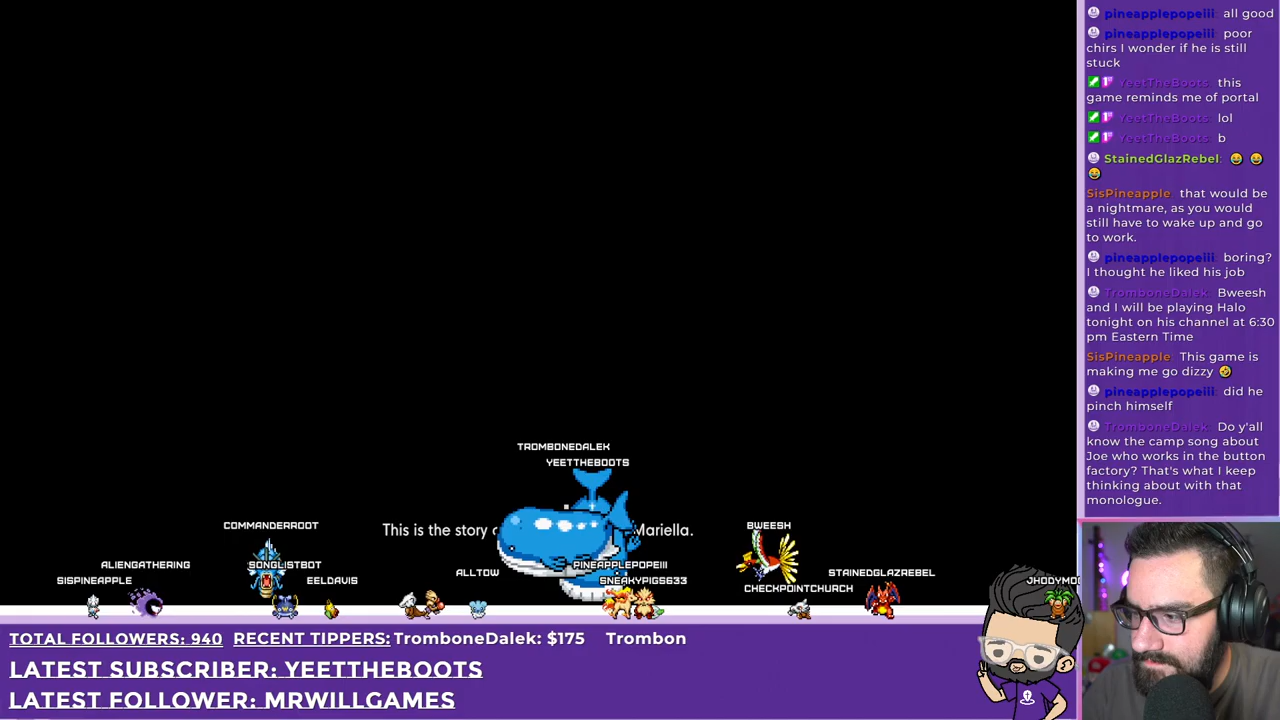 pineapplepopeiii: all good
pineapplepopeiii: poor
chirs I wonder if he is still
stuck
YeetTheBoots: this
game reminds me of portal
YeetTheBoots: lol
YeetTheBoots: b
StainedGlazRebel: 😄 😄
😄
SisPineapple: that would be
a nightmare, as you would
still have to wake up and go
to work.
pineapplepopeiii: boring?
I thought he liked his job
TromboneDalek: Bweesh
and I will be playing Halo
tonight on his channel at 6:30
pm Eastern Time
SisPineapple: This game is
making me go dizzy 🤣
pineapplepopeiii: did he
pinch himself
TromboneDalek: Do y'all
know the camp song about
Joe who works in the button
factory? That's what I keep
thinking about with that
monologue.
TROMBONEDALEK
YEETTHEBOOTS
COMMANDERROOT
This is the story Mariella.
BWEESH
ALIENGATHERING
SONGLISTBOT
PINEAPPLEPOPEIII
ALLTOW
STAINEDGLAZREBEL
SISPINEAPPLE
EELDAVIS
SNEAKYPIGS633
CHECKPOINTCHURCH
TOTAL FOLLOWERS: 940 RECENT TIPPERS: TromboneDalek: $175 Trombon
LATEST SUBSCRIBER: YEETTHEBOOTS
LATEST FOLLOWER: MRWILLGAMES